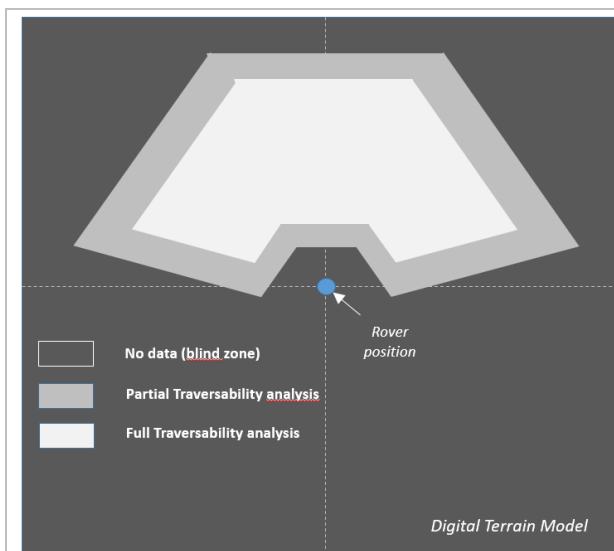 Rover
position
No data (blind zone)
Partial Traversability analysis
Full Traversability analysis
Digital Terrain Model